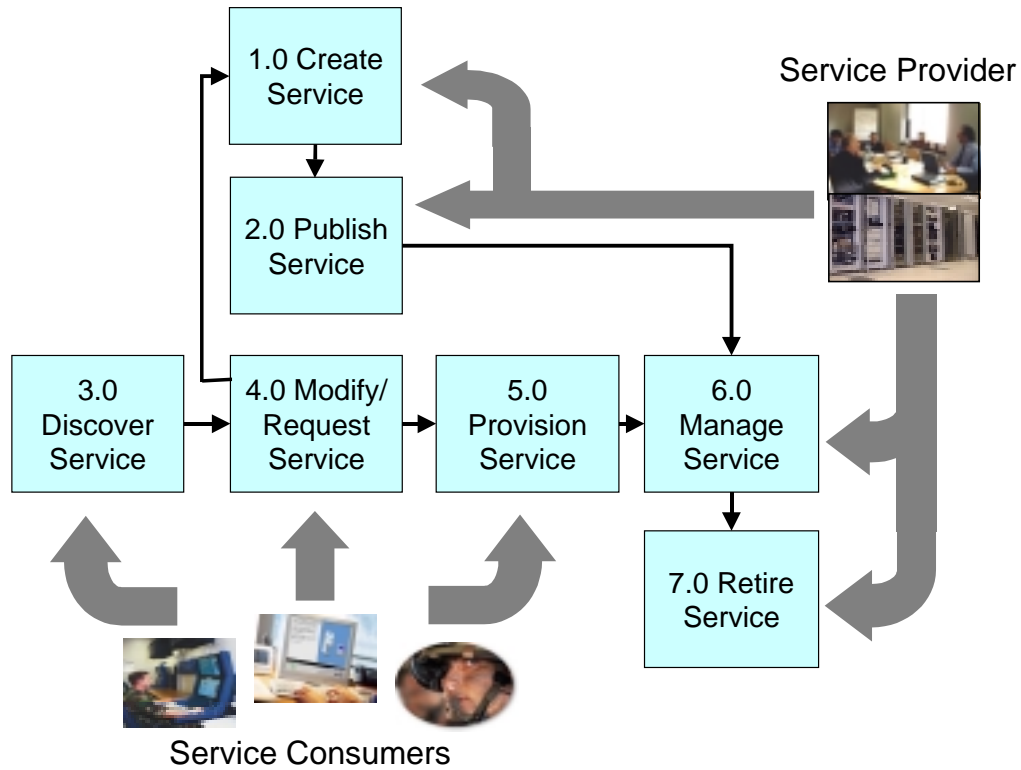 1.0 Create
Service
Service Provider
2.0 Publish
Service
3.0
Discover
Service
4.0 Modify/
Request
Service
5.0
Provision
Service
6.0
Manage
Service
7.0 Retire
Service
Service Consumers